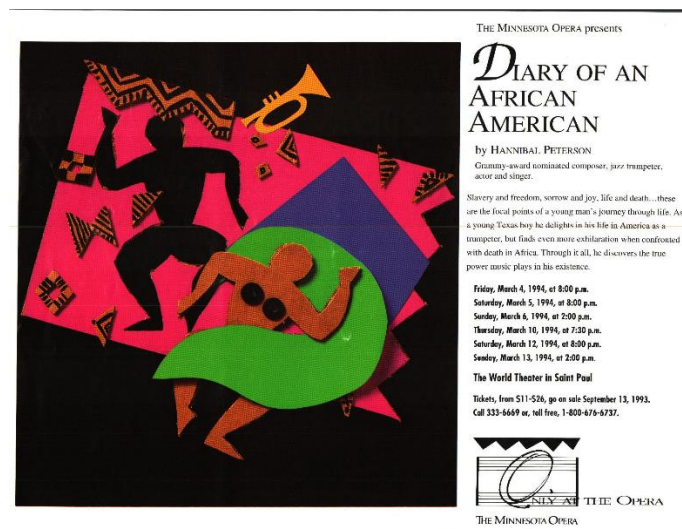 THE MINNESOTA OPERA presents
DIARY OF AN
AFRICAN
AMERICAN
by HANNIBAL PETERSON
Grammy-award nominated composer, jazz trumpeter,
actor and singer.
Slavery and freedom, sorrow and joy, life and death...these
are the focal points of a young man's journey through life. As
a young Texas boy he delights in his life in America as a
trumpeter, but finds even more exhilaration when confronted
with death in Africa. Through it all, he discovers the true
power music plays in his existence.
Friday, March 4, 1994, at 8:00 p.m.
Saturday, March 5, 1994, at 8:00 p.m.
Sunday, March 6, 1994, at 2:00 p.m.
Thursday, March 10, 1994, at 7:30 p.m.
Saturday, March 12, 1994, at 8:00 p.m.
Sunday, March 13, 1994, at 2:00 p.m.
The World Theater in Saint Paul
Tickets, from $11-$26, go on sale September 13, 1993.
Call 333-6669 or, toll free, 1-800-676-6737.
ONLY AT THE OPERA
THE MINNESOTA OPERA